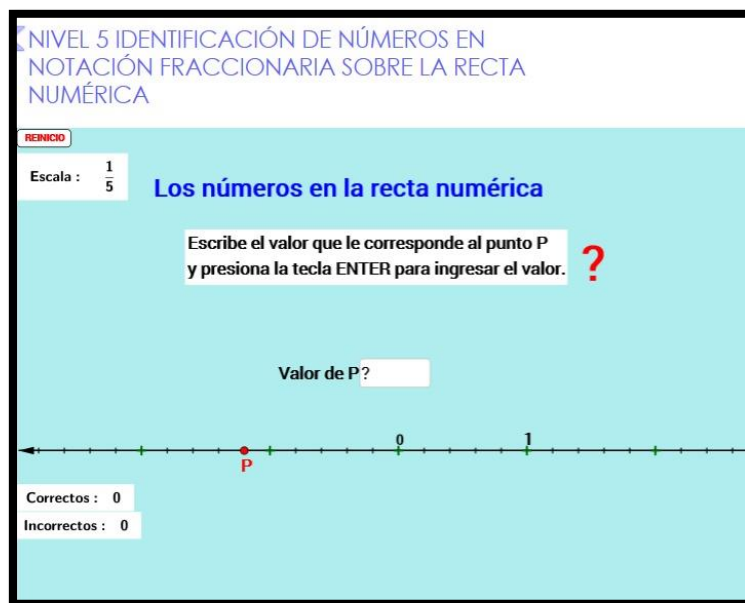 NIVEL 5 IDENTIFICACIÓN DE NÚMEROS EN
NOTACIÓN FRACCIONARIA SOBRE LA RECTA
NUMÉRICA
REINICIO
Escala : 1/5
Los números en la recta numérica
Escribe el valor que le corresponde al punto P
y presiona la tecla ENTER para ingresar el valor.
?
Valor de P ?
0 1
P
Correctos : 0
Incorrectos : 0